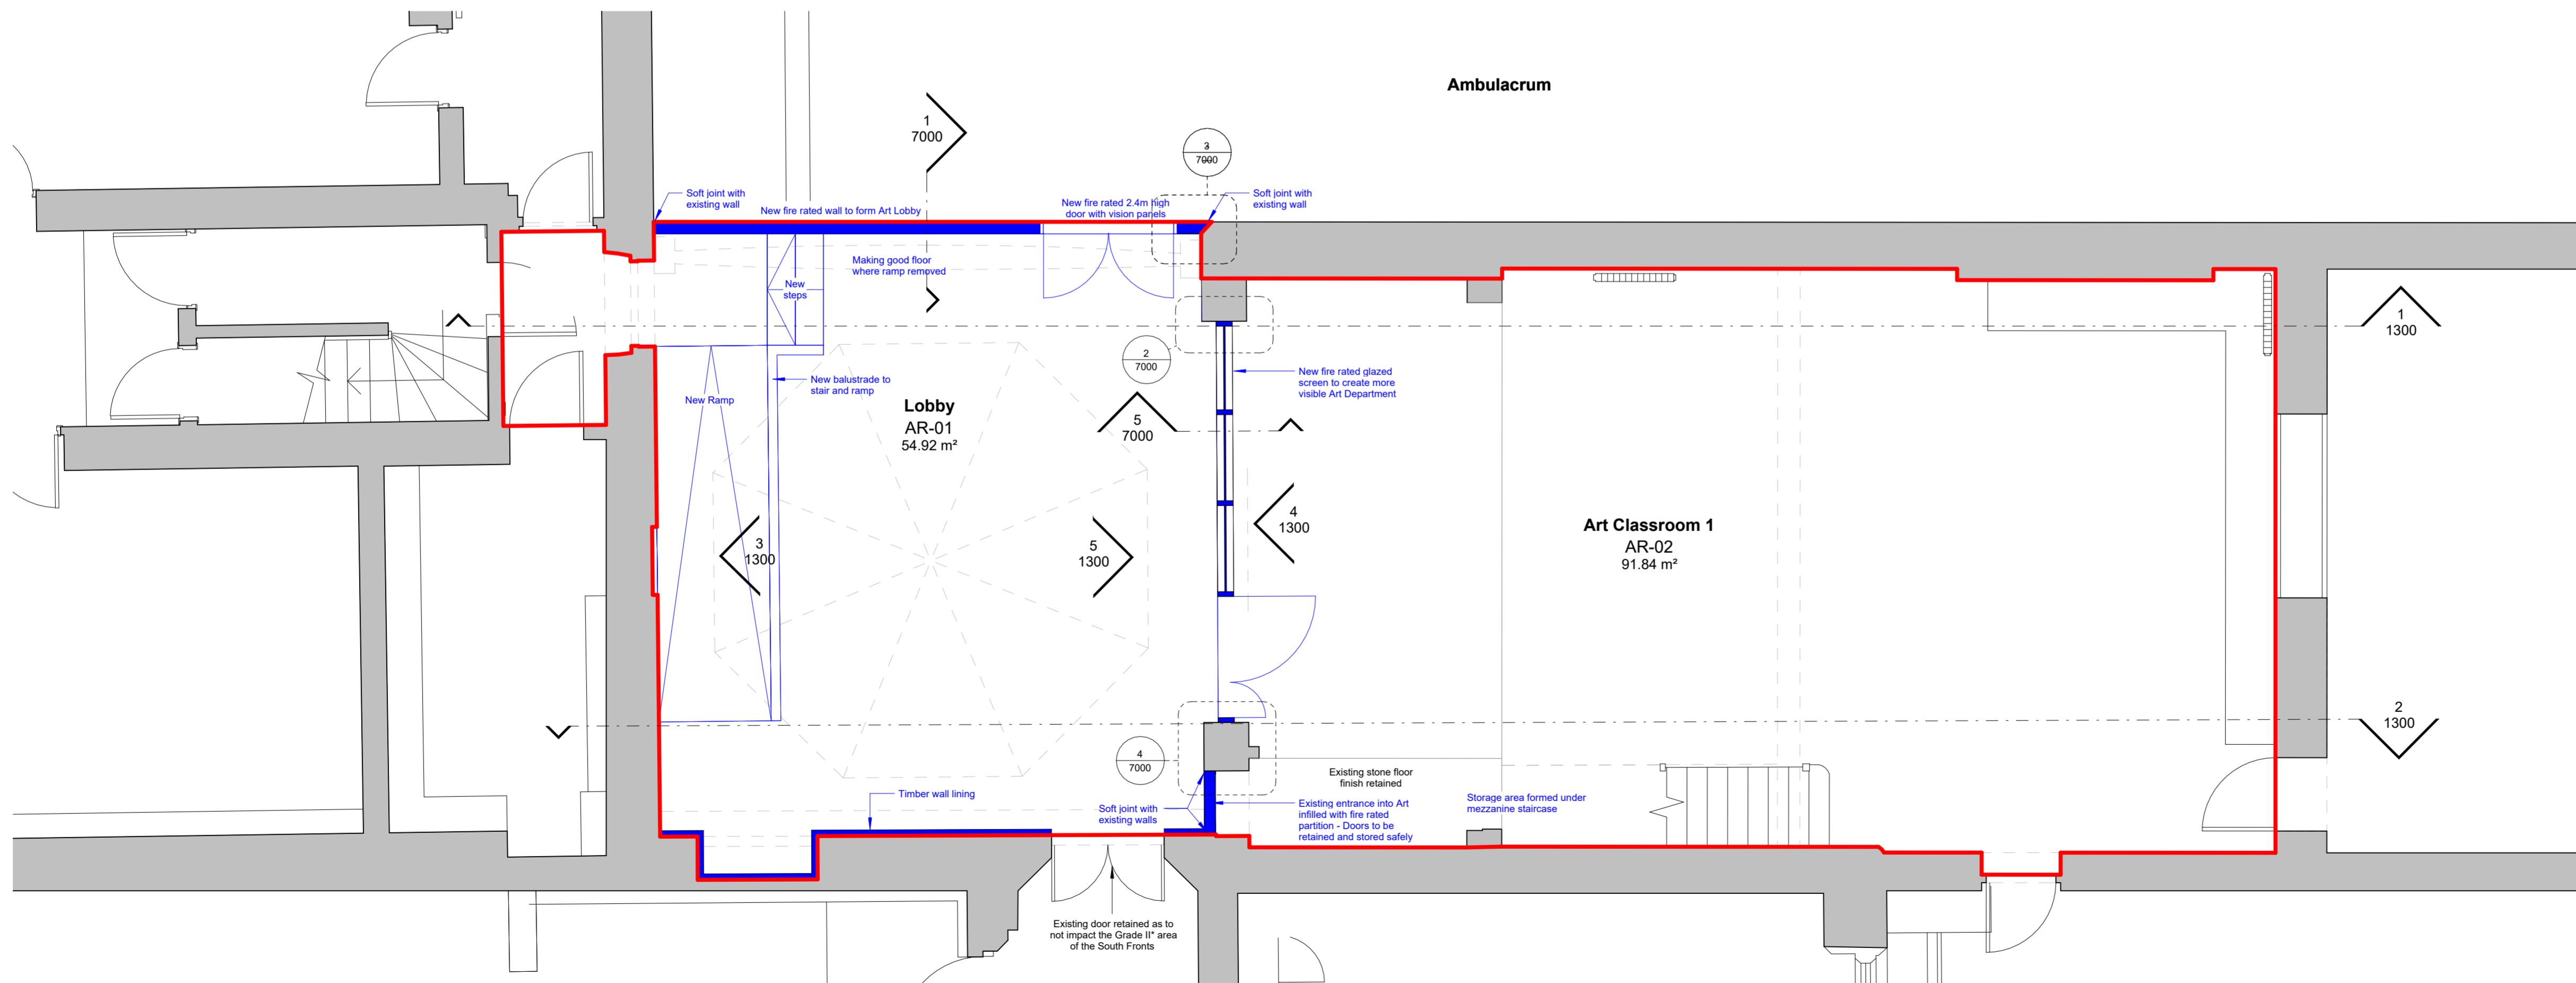 Ambulacrum
1
7000
3
7000
Soft joint with
existing wall
New fire rated wall to form Art Lobby
New fire rated 2.4m high
door with vision panels
Soft joint with
existing wall
Making good floor
where ramp removed
New
steps
1
1300
2
7000
New balustrade to
stair and ramp
New Ramp
New fire rated glazed
screen to create more
visible Art Department
Lobby
AR-01
54.92 m²
5
7000
4
1300
Art Classroom 1
AR-02
91.84 m²
3
1300
5
1300
2
1300
4
7000
Existing stone floor
finish retained
Timber wall lining
Soft joint with
existing walls
Existing entrance into Art
infilled with fire rated
partition - Doors to be
retained and stored safely
Storage area formed under
mezzanine staircase
Existing door retained as to
not impact the Grade II* area
of the South Fronts